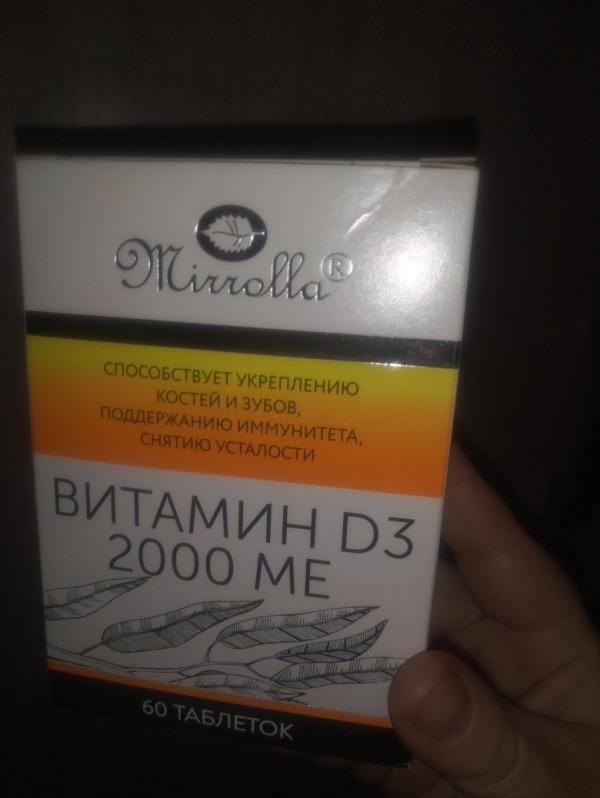 Mirrolla®
СПОСОБСТВУЕТ УКРЕПЛЕНИЮ
КОСТЕЙ И ЗУБОВ,
ПОДДЕРЖАНИЮ ИММУНИТЕТА,
СНЯТИЮ УСТАЛОСТИ
ВИТАМИН D3
2000 МЕ
60 ТАБЛЕТОК